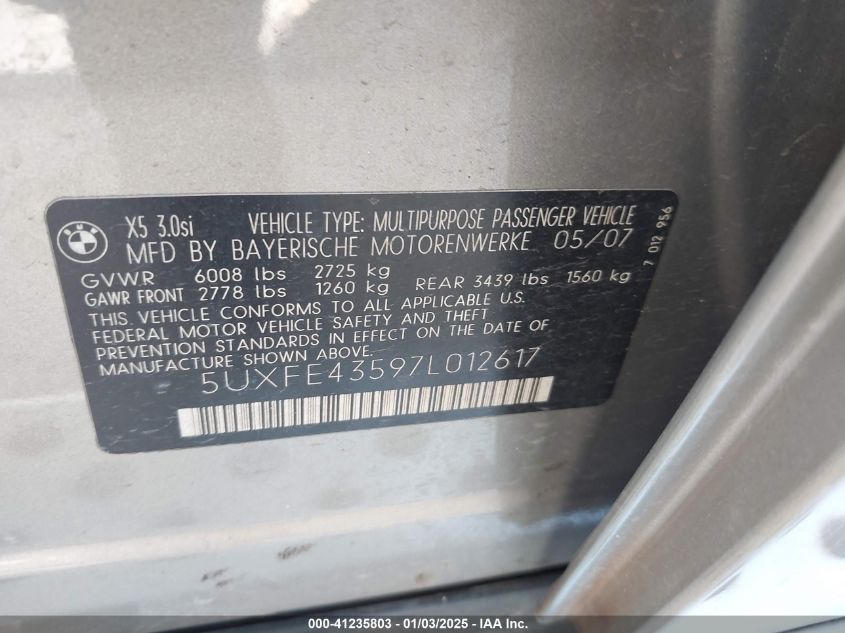 BMW
X5 3.0si VEHICLE TYPE: MULTIPURPOSE PASSENGER VEHICLE
MFD BY BAYERISCHE MOTORENWERKE 05/07
GVWR 6008 lbs 2725 kg
GAWR FRONT 2778 lbs 1260 kg REAR 3439 lbs 1560 kg
THIS VEHICLE CONFORMS TO ALL APPLICABLE U.S.
FEDERAL MOTOR VEHICLE SAFETY AND THEFT
PREVENTION STANDARDS IN EFFECT ON THE DATE OF
MANUFACTURE SHOWN ABOVE.
5UXFE43597L012617
7 012 956
000-41235803 - 01/03/2025 - IAA Inc.